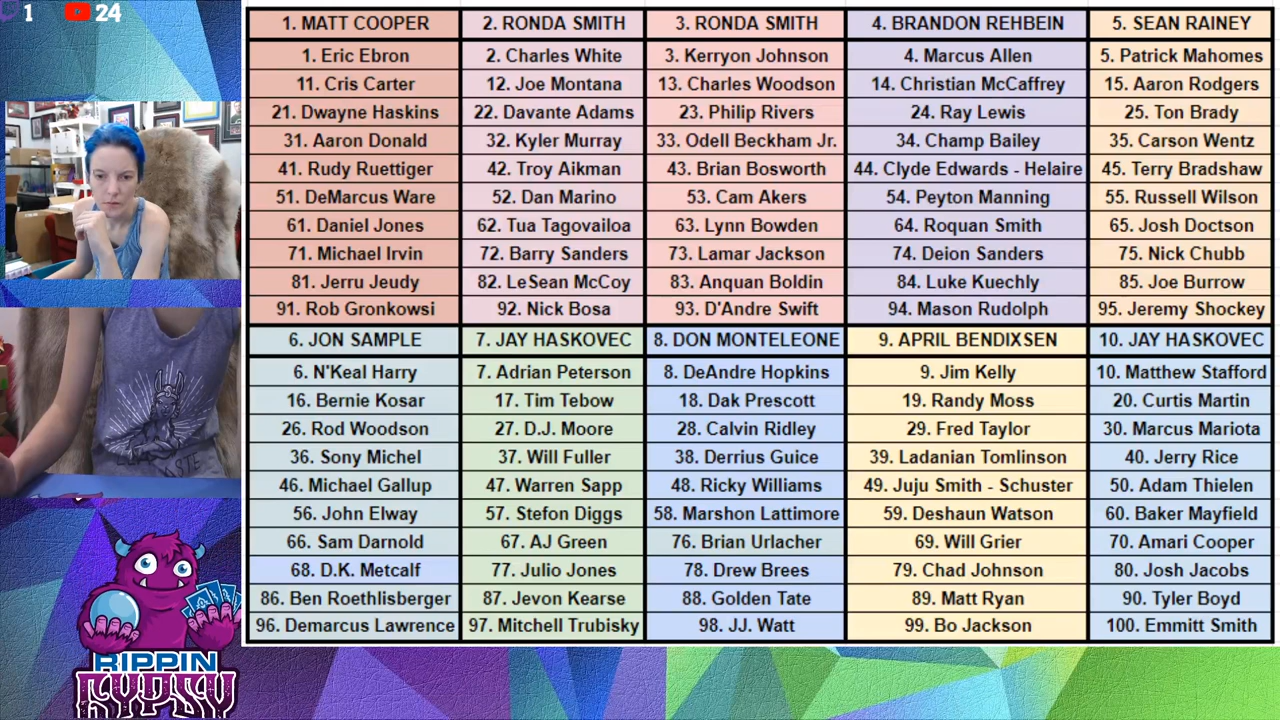 1 24
1. MATT COOPER 2. RONDA SMITH 3. RONDA SMITH 4. BRANDON REHBEIN 5. SEAN RAINEY
1. Eric Ebron 2. Charles White 3. Kerryon Johnson 4. Marcus Allen 5. Patrick Mahomes
11. Cris Carter 12. Joe Montana 13. Charles Woodson 14. Christian McCaffrey 15. Aaron Rodgers
21. Dwayne Haskins 22. Davante Adams 23. Philip Rivers 24. Ray Lewis 25. Ton Brady
31. Aaron Donald 32. Kyler Murray 33. Odell Beckham Jr. 34. Champ Bailey 35. Carson Wentz
41. Rudy Ruettiger 42. Troy Aikman 43. Brian Bosworth 44. Clyde Edwards - Helaire 45. Terry Bradshaw
51. DeMarcus Ware 52. Dan Marino 53. Cam Akers 54. Peyton Manning 55. Russell Wilson
61. Daniel Jones 62. Tua Tagovailoa 63. Lynn Bowden 64. Roquan Smith 65. Josh Doctson
71. Michael Irvin 72. Barry Sanders 73. Lamar Jackson 74. Deion Sanders 75. Nick Chubb
81. Jerru Jeudy 82. LeSean McCoy 83. Anquan Boldin 84. Luke Kuechly 85. Joe Burrow
91. Rob Gronkowsi 92. Nick Bosa 93. D'Andre Swift 94. Mason Rudolph 95. Jeremy Shockey
6. JON SAMPLE 7. JAY HASKOVEC 8. DON MONTELEONE 9. APRIL BENDIXSEN 10. JAY HASKOVEC
6. N'Keal Harry 7. Adrian Peterson 8. DeAndre Hopkins 9. Jim Kelly 10. Matthew Stafford
16. Bernie Kosar 17. Tim Tebow 18. Dak Prescott 19. Randy Moss 20. Curtis Martin
26. Rod Woodson 27. D.J. Moore 28. Calvin Ridley 29. Fred Taylor 30. Marcus Mariota
36. Sony Michel 37. Will Fuller 38. Derrius Guice 39. Ladanian Tomlinson 40. Jerry Rice
46. Michael Gallup 47. Warren Sapp 48. Ricky Williams 49. Juju Smith - Schuster 50. Adam Thielen
56. John Elway 57. Stefon Diggs 58. Marshon Lattimore 59. Deshaun Watson 60. Baker Mayfield
66. Sam Darnold 67. AJ Green 76. Brian Urlacher 69. Will Grier 70. Amari Cooper
68. D.K. Metcalf 77. Julio Jones 78. Drew Brees 79. Chad Johnson 80. Josh Jacobs
86. Ben Roethlisberger 87. Jevon Kearse 88. Golden Tate 89. Matt Ryan 90. Tyler Boyd
96. Demarcus Lawrence 97. Mitchell Trubisky 98. JJ. Watt 99. Bo Jackson 100. Emmitt Smith
RIPPIN
GYPSY